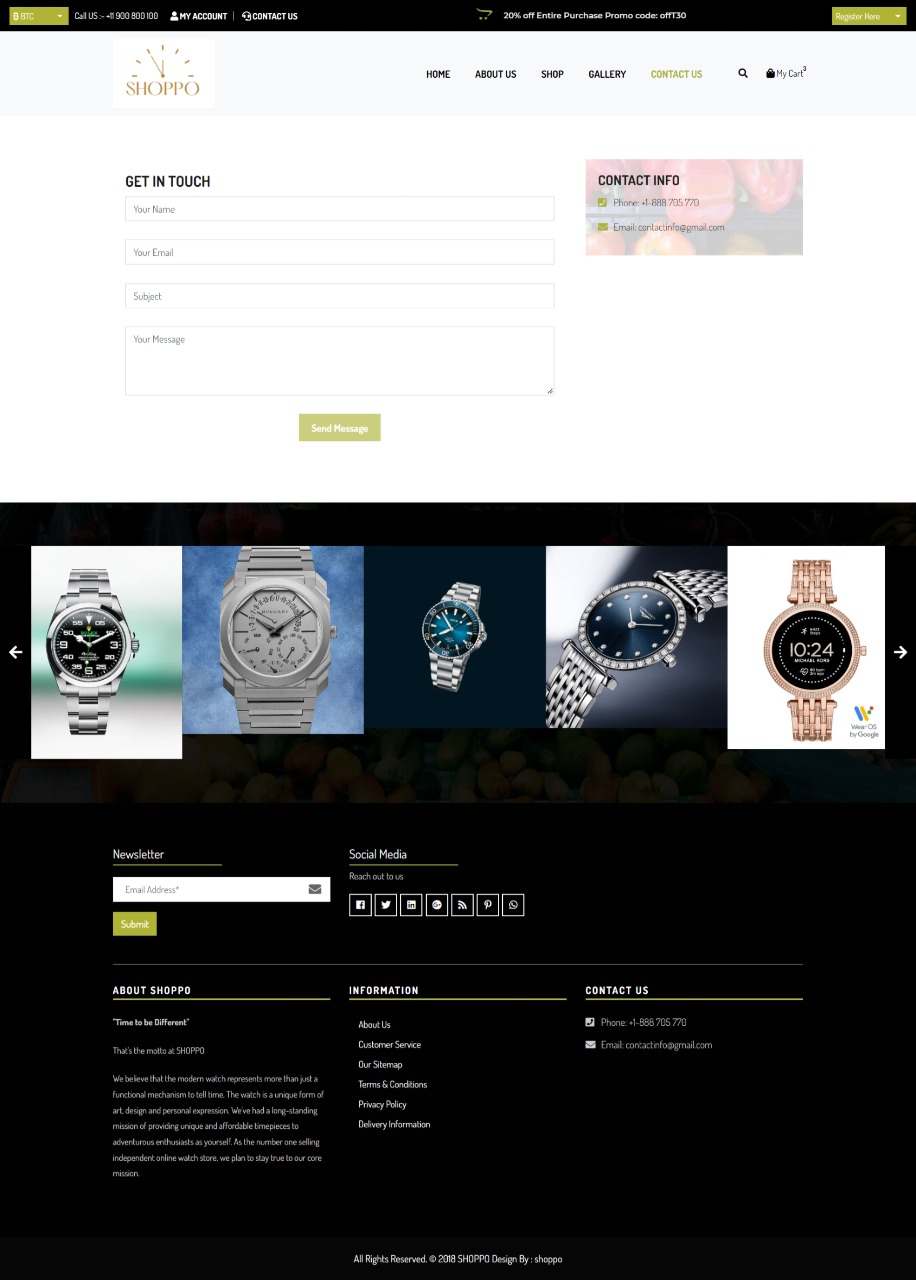 BTC
Call US :- +11 900 800 100
MY ACCOUNT
CONTACT US
20% off Entire Purchase Promo code: offT30
Register Here
SHOPPO
HOME
ABOUT US
SHOP
GALLERY
CONTACT US
My Cart
3
GET IN TOUCH
Your Name
Your Email
Subject
Your Message
Send Message
CONTACT INFO
Phone: +1-888 705 770
Email: contactinfo@gmail.com
ROLEX
BVLGARI
10:24
MICHAEL KORS
Wear OS
by Google
Newsletter
Email Address*
Submit
Social Media
Reach out to us
ABOUT SHOPPO
"Time to be Different"
That's the motto at SHOPPO
We believe that the modern watch represents more than just a
functional mechanism to tell time. The watch is a unique form of
art, design and personal expression. We've had a long-standing
mission of providing unique and affordable timepieces to
adventurous enthusiasts as yourself. As the number one selling
independent online watch store, we plan to stay true to our core
mission.
INFORMATION
About Us
Customer Service
Our Sitemap
Terms & Conditions
Privacy Policy
Delivery Information
CONTACT US
Phone: +1-888 705 770
Email: contactinfo@gmail.com
All Rights Reserved. © 2018 SHOPPO Design By : shoppo